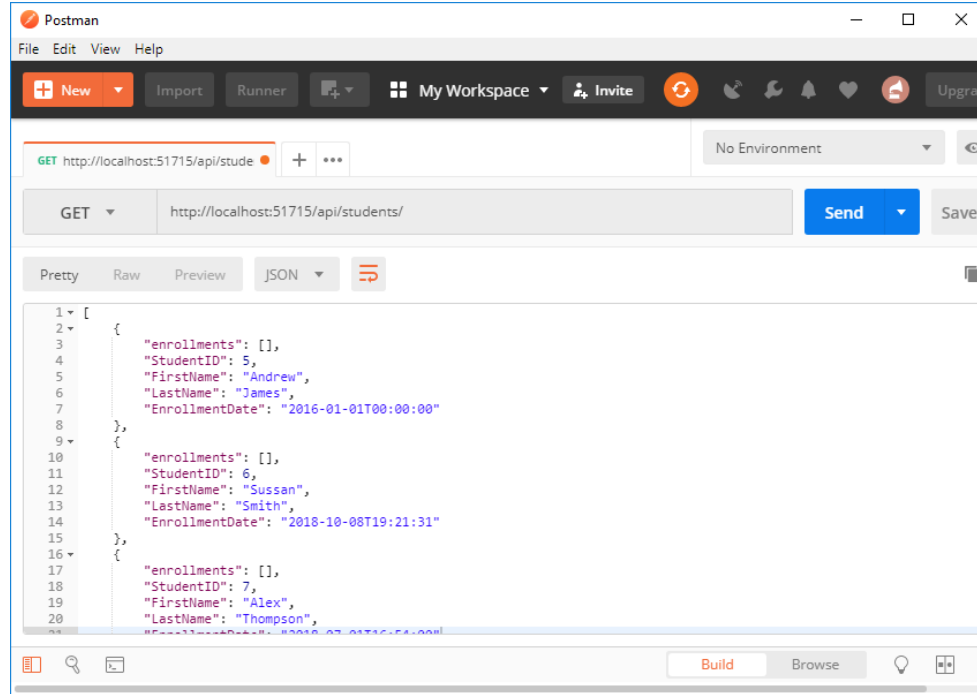 Postman
File Edit View Help
New Import Runner My Workspace Invite Upgra
No Environment
GET http://localhost:51715/api/stude
GET http://localhost:51715/api/students/ Send Save
Pretty Raw Preview JSON
1 [
2 {
3 "enrollments": [],
4 "StudentID": 5,
5 "FirstName": "Andrew",
6 "LastName": "James",
7 "EnrollmentDate": "2016-01-01T00:00:00"
8 },
9 {
10 "enrollments": [],
11 "StudentID": 6,
12 "FirstName": "Sussan",
13 "LastName": "Smith",
14 "EnrollmentDate": "2018-10-08T19:21:31"
15 },
16 {
17 "enrollments": [],
18 "StudentID": 7,
19 "FirstName": "Alex",
20 "LastName": "Thompson",
21 "EnrollmentDate":
Build Browse